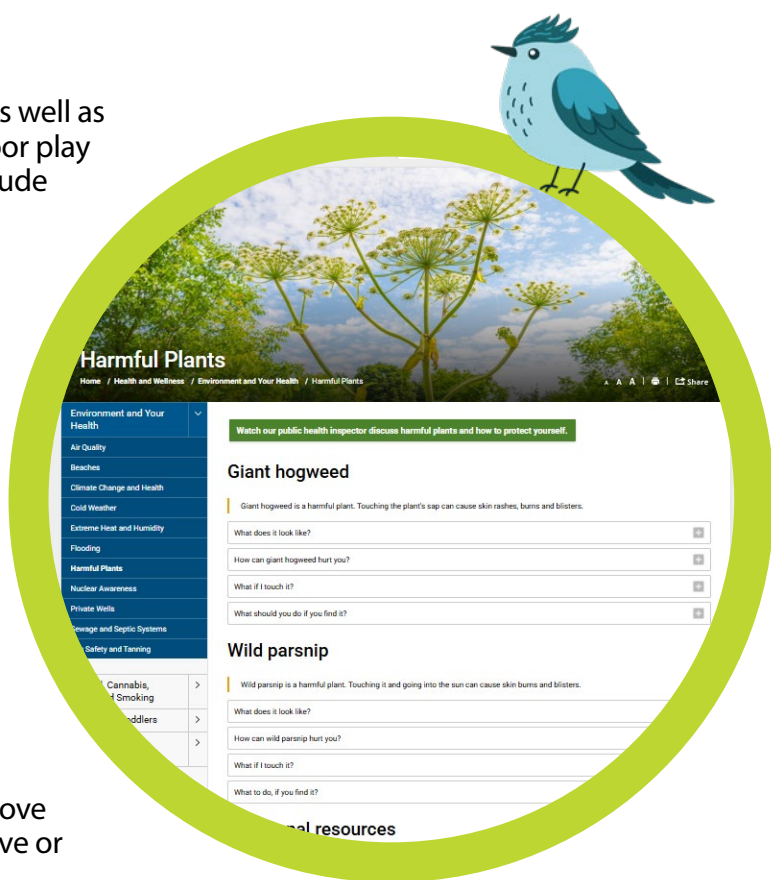 s well as
or play
ude
Harmful Plants
Home / Health and Wellness / Environment and Your Health / Harmful Plants
A A A | | Share
Environment and Your
Health
Air Quality
Beaches
Climate Change and Health
Cold Weather
Extreme Heat and Humidity
Flooding
Harmful Plants
Nuclear Awareness
Private Wells
Sewage and Septic Systems
Safety and Tanning
Cannabis,
Smoking
Watch our public health inspector discuss harmful plants and how to protect yourself.
Giant hogweed
Giant hogweed is a harmful plant. Touching the plant's sap can cause skin rashes, burns and blisters.
What does it look like?
How can giant hogweed hurt you?
What if I touch it?
What should you do if you find it?
Wild parsnip
Wild parsnip is a harmful plant. Touching it and going into the sun can cause skin burns and blisters.
What does it look like?
How can wild parsnip hurt you?
What if I touch it?
What to do, if you find it?
nal resources
ove
ve or